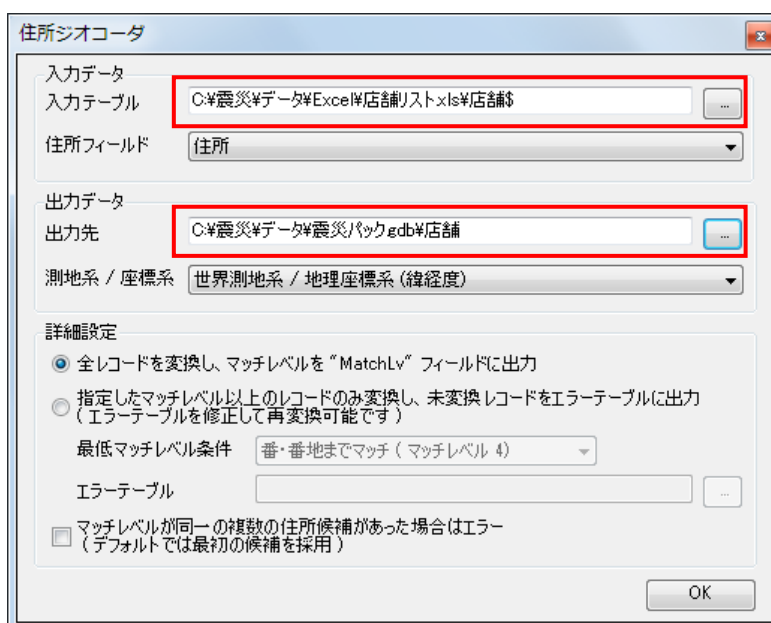 住所ジオコーダ
入力データ
入力テーブル C:¥震災¥データ¥Excel¥店舗リスト.xls¥店舗$ ...
住所フィールド 住所
出力データ
出力先 C:¥震災¥データ¥震災パック.gdb¥店舗 ...
測地系 / 座標系 世界測地系 / 地理座標系 (緯経度)
詳細設定
全レコードを変換し、マッチレベルを "MatchLv" フィールドに出力
指定したマッチレベル以上のレコードのみ変換し、未変換レコードをエラーテーブルに出力
( エラーテーブルを修正して再変換可能です )
最低マッチレベル条件 番・番地までマッチ ( マッチレベル 4)
エラーテーブル ...
マッチレベルが同一の複数の住所候補があった場合はエラー
( デフォルトでは最初の候補を採用 )
OK